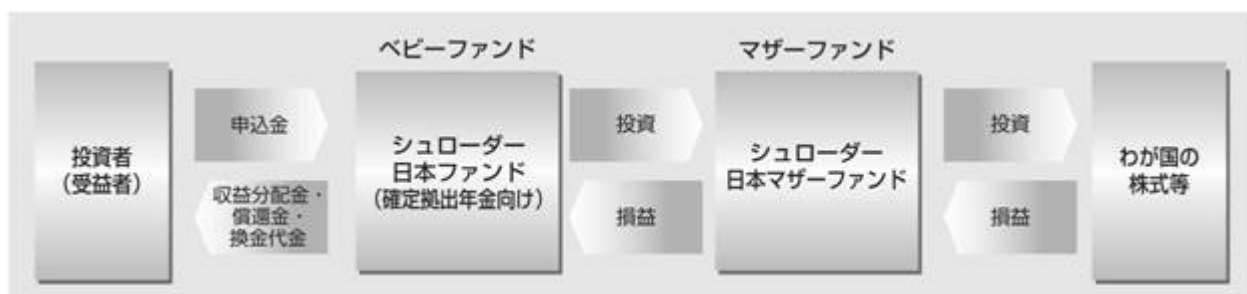 ベビーファンド
マザーファンド
投資者
(受益者)
申込金
収益分配金・
償還金・
換金代金
シュローダー
日本ファンド
(確定拠出年金向け)
投資
損益
シュローダー
日本マザーファンド
投資
損益
わが国の
株式等